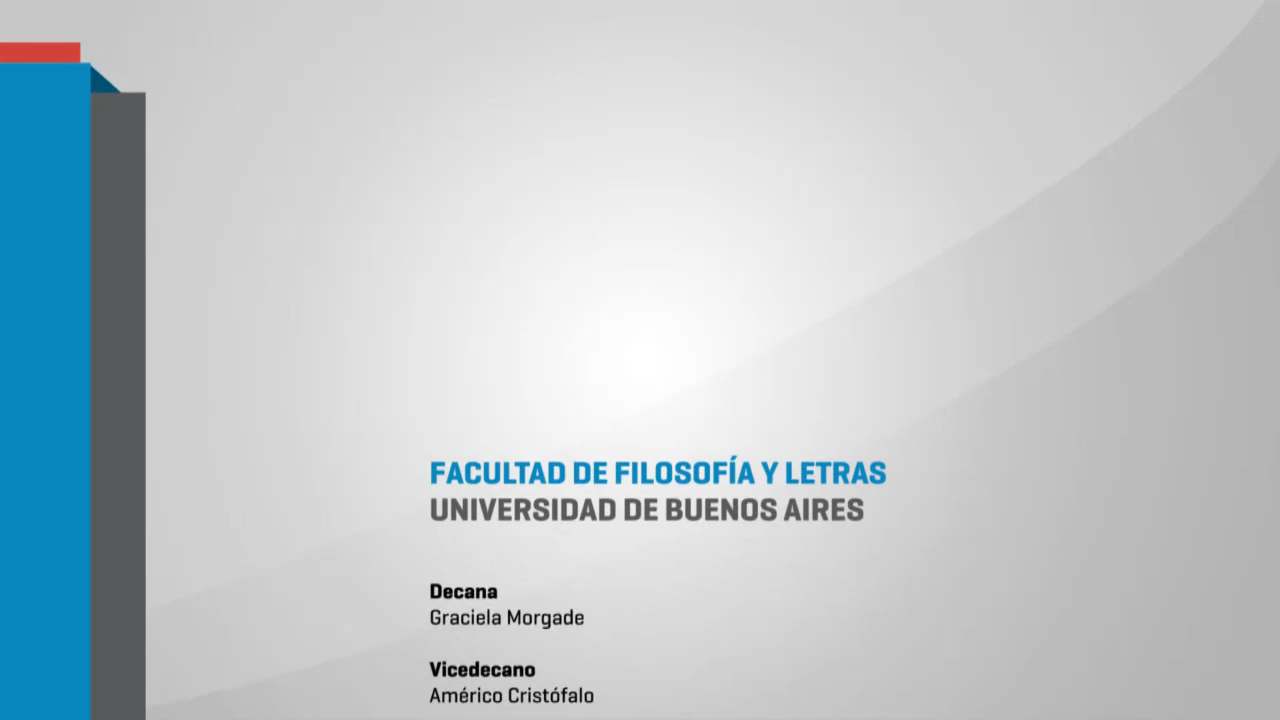 FACULTAD DE FILOSOFÍA Y LETRAS
UNIVERSIDAD DE BUENOS AIRES
Decana
Graciela Morgade
Vicedecano
Américo Cristófalo